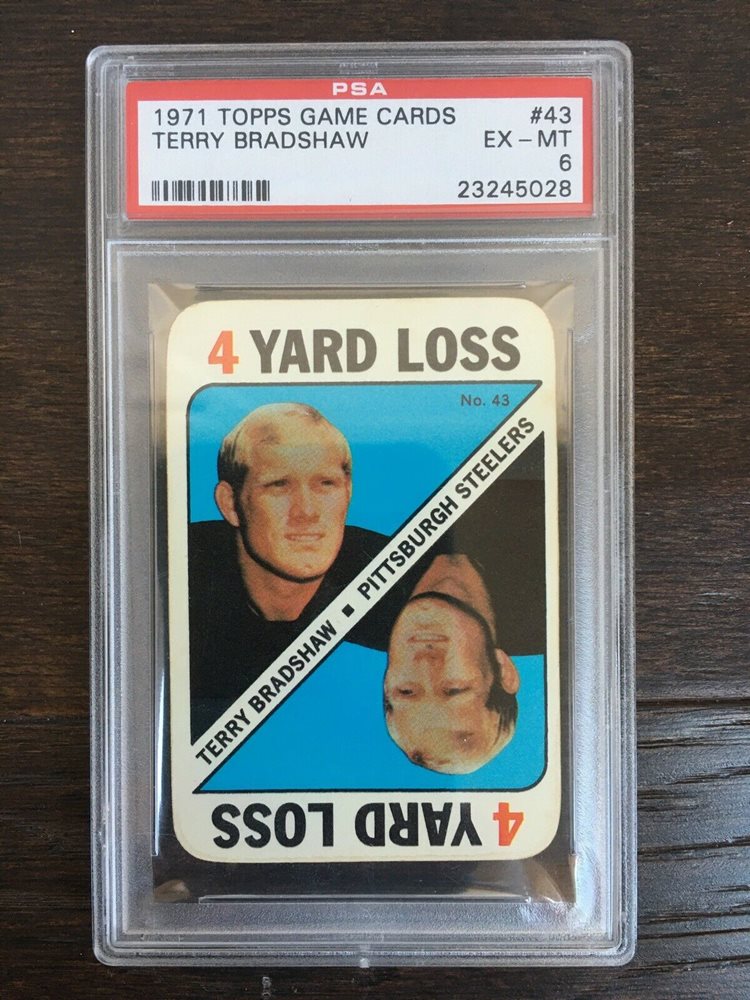 PSA
1971 TOPPS GAME CARDS #43
TERRY BRADSHAW EX - MT
6
23245028
4 YARD LOSS
No. 43
TERRY BRADSHAW ▪ PITTSBURGH STEELERS
4 YARD LOSS